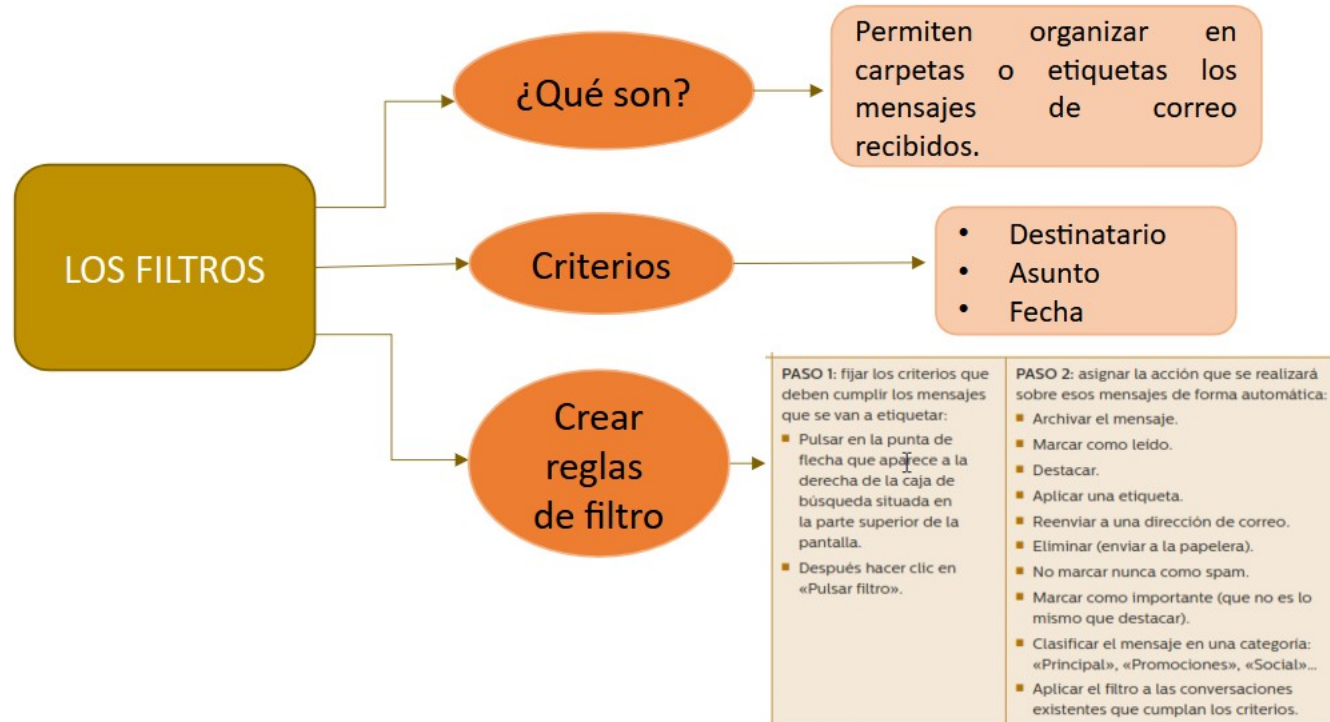 LOS FILTROS
¿Qué son?
Permiten organizar en
carpetas o etiquetas los
mensajes de correo
recibidos.
Criterios
• Destinatario
• Asunto
• Fecha
Crear
reglas
de filtro
PASO 1: fijar los criterios que
deben cumplir los mensajes
que se van a etiquetar:
■ Pulsar en la punta de
flecha que aparece a la
derecha de la caja de
búsqueda situada en
la parte superior de la
pantalla.
■ Después hacer clic en
«Pulsar filtro».
PASO 2: asignar la acción que se realizará
sobre esos mensajes de forma automática:
■ Archivar el mensaje.
■ Marcar como leído.
■ Destacar.
■ Aplicar una etiqueta.
■ Reenviar a una dirección de correo.
■ Eliminar (enviar a la papelera).
■ No marcar nunca como spam.
■ Marcar como importante (que no es lo
mismo que destacar).
■ Clasificar el mensaje en una categoría:
«Principal», «Promociones», «Social»...
■ Aplicar el filtro a las conversaciones
existentes que cumplan los criterios.